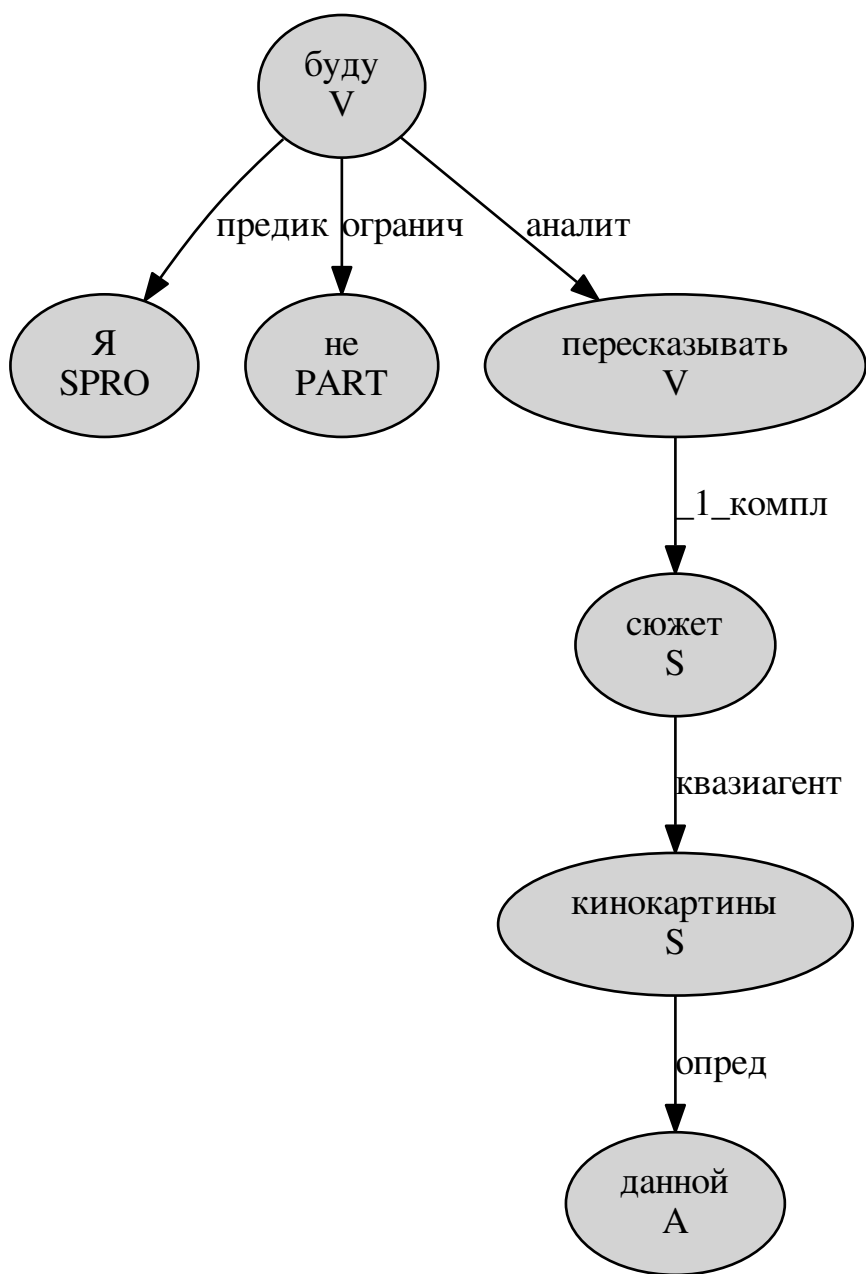 буду
V
предик
огранич
аналит
Я
SPRO
не
PART
пересказывать
V
_1_компл
сюжет
S
квазиагент
кинокартины
S
опред
данной
A